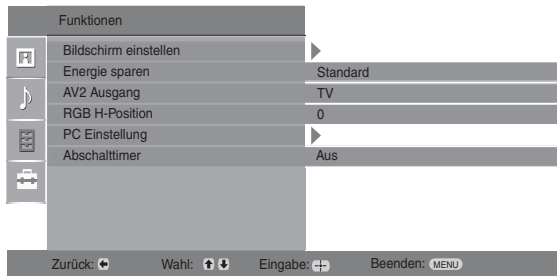 Funktionen
Bildschirm einstellen
Energie sparen Standard
AV2 Ausgang TV
RGB H-Position 0
PC Einstellung
Abschalttimer Aus
Zurück: Wahl: Eingabe: Beenden: MENU